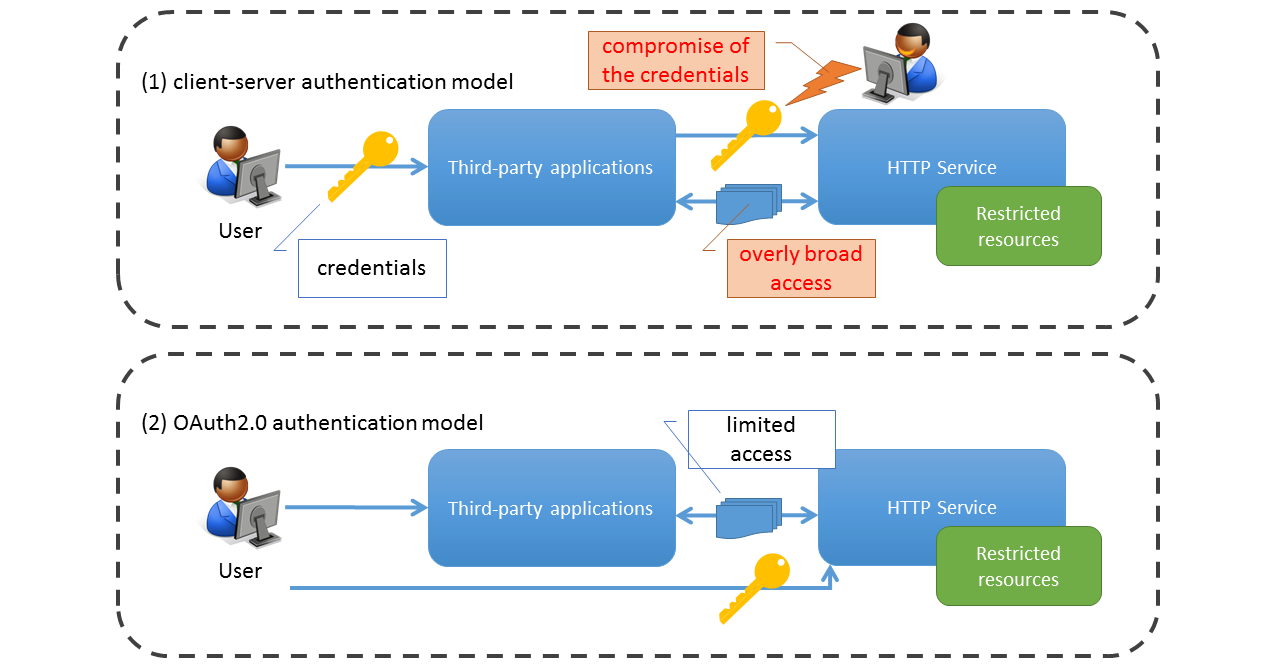 compromise of
the credentials
(1) client-server authentication model
Third-party applications
HTTP Service
User
Restricted
resources
credentials
overly broad
access
(2) OAuth2.0 authentication model
limited
access
Third-party applications
HTTP Service
User
Restricted
resources